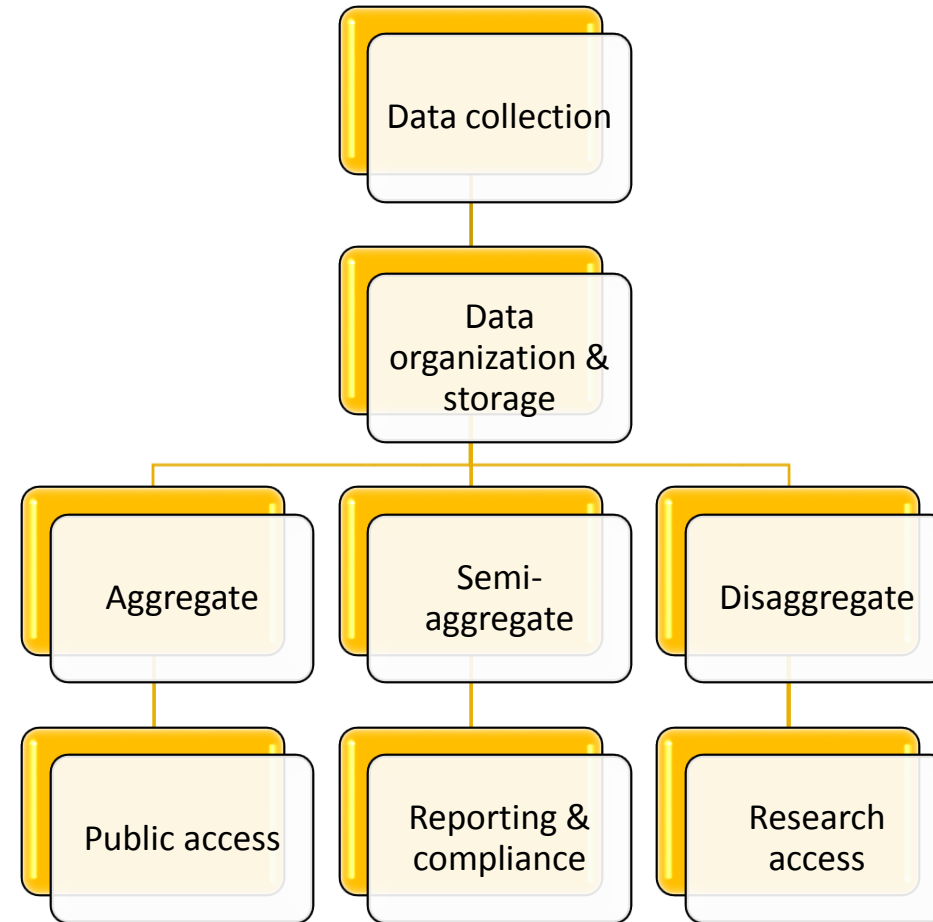 Data collection
Data
organization &
storage
Aggregate
Semi-
aggregate
Disaggregate
Public access
Reporting &
compliance
Research
access